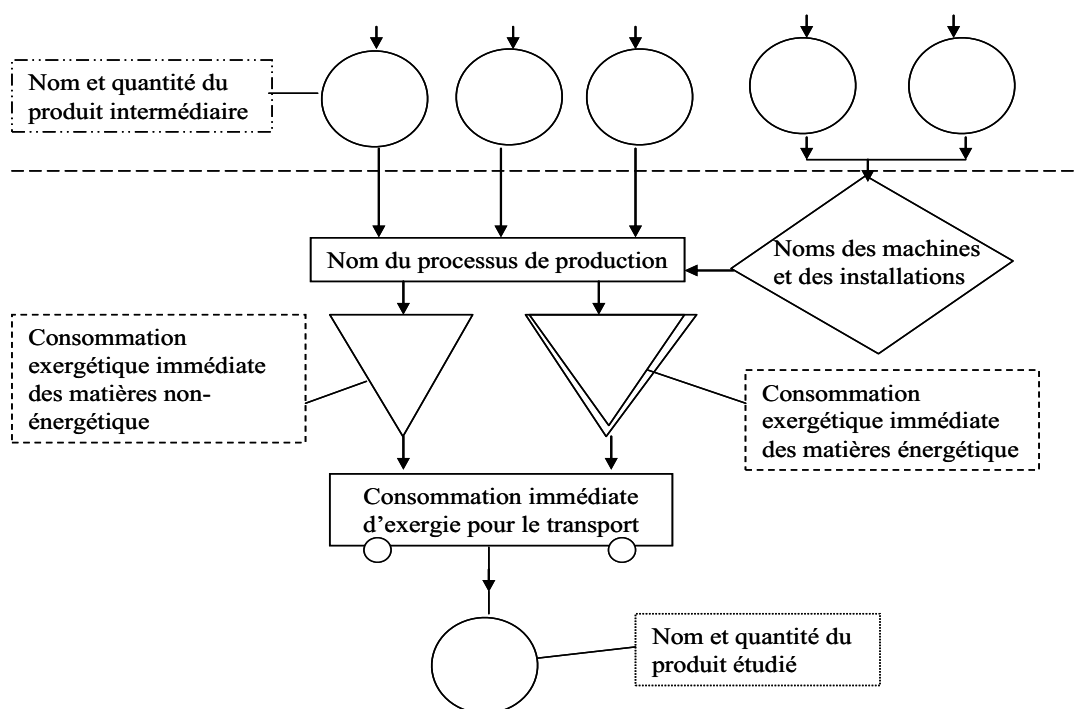 Nom et quantité du
produit intermédiaire
Nom du processus de production
Noms des machines
et des installations
Consommation
exergétique immédiate
des matières non-
énergétique
Consommation
exergétique immédiate
des matières énergétique
Consommation immédiate
d’exergie pour le transport
Nom et quantité du
produit étudié